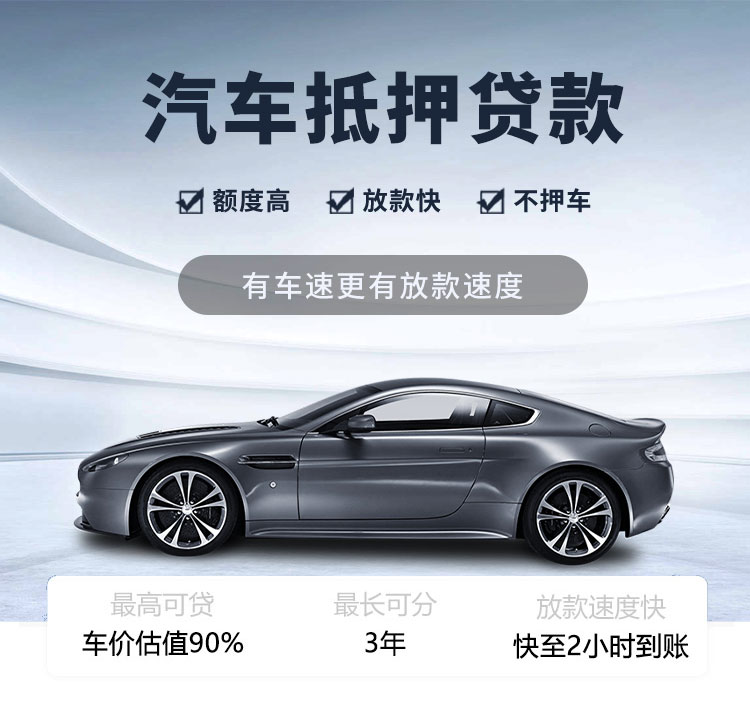 汽车抵押贷款
额度高 放款快 不押车
有车速更有放款速度
最高可贷 最长可分 放款速度快
车价估值90% 3年 快至2小时到账